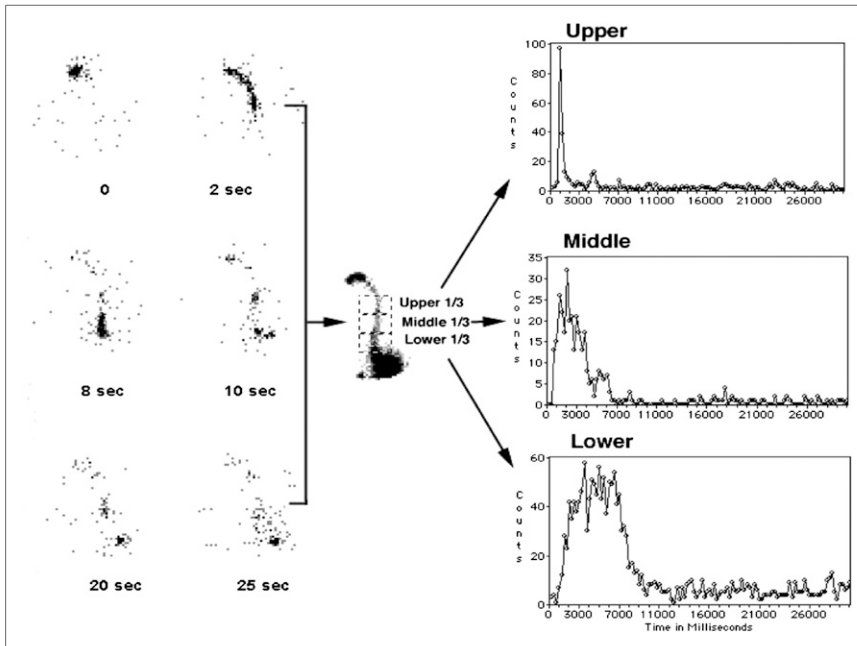 Upper
100
80
60
40
20
0
Counts
0 3000 7000 11000 16000 21000 26000
0
2 sec
Middle
35
30
25
20
15
10
5
0
Counts
0 3000 7000 11000 16000 21000 26000
Upper 1/3
Middle 1/3
Lower 1/3
8 sec
10 sec
Lower
60
40
20
0
Counts
0 3000 7000 11000 16000 21000 26000
Time in Milliseconds
20 sec
25 sec